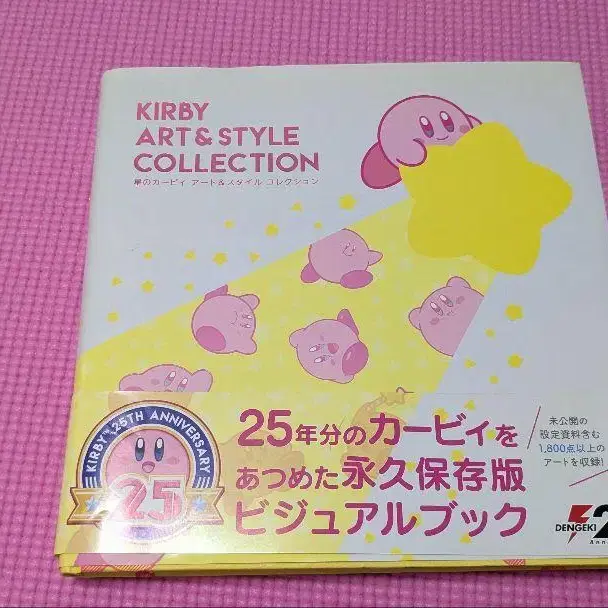 KIRBY
ART & STYLE
COLLECTION
星のカービィ アート&スタイル コレクション
KIRBY'S 25TH ANNIVERSARY
25
25年分のカービィを
あつめた永久保存版
ビジュアルブック
未公開の
設定資料含む
1,800点以上の
アートを収録!
DENGEKI